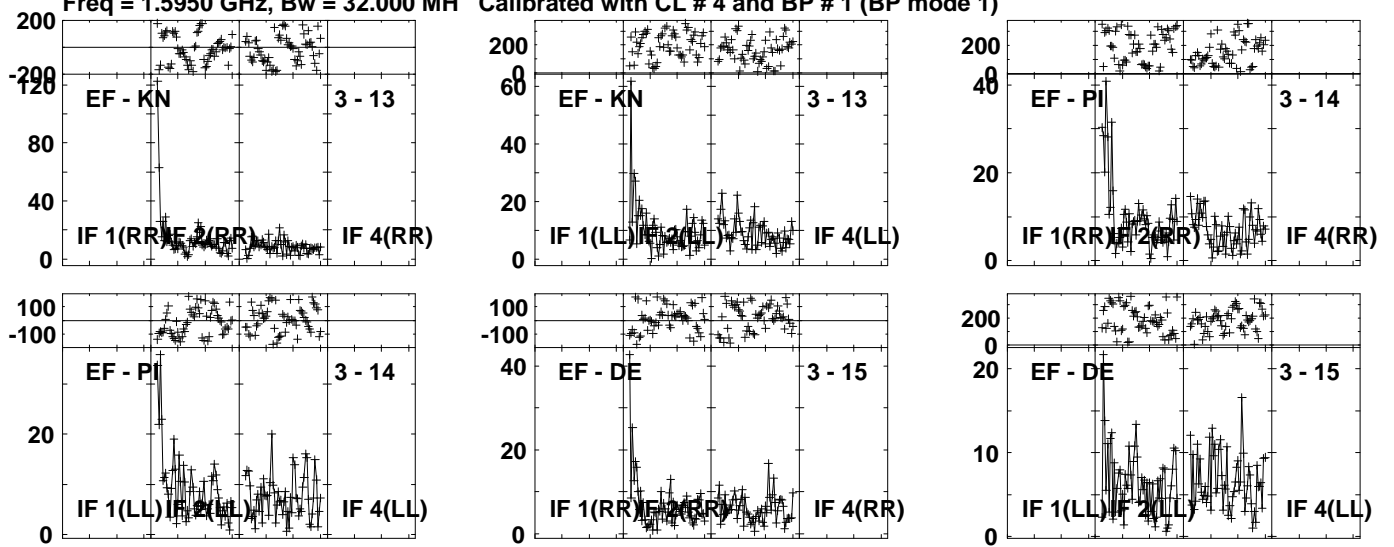 Freq = 1.5950 GHz, Bw = 32.000 MH Calibrated with CL # 4 and BP # 1 (BP mode 1)
200
-200
120
80
40
0
EF - KN
3 - 13
IF 1(RR)
IF 2(RR)
IF 4(RR)
200
0
60
40
20
0
EF - KN
3 - 13
IF 1(LL)
IF 2(LL)
IF 4(LL)
200
0
40
20
0
EF - PI
3 - 14
IF 1(RR)
IF 2(RR)
IF 4(RR)
100
-100
20
0
EF - PI
3 - 14
IF 1(LL)
IF 2(LL)
IF 4(LL)
100
-100
40
20
0
EF - DE
3 - 15
IF 1(RR)
IF 2(RR)
IF 4(RR)
200
0
20
10
0
EF - DE
3 - 15
IF 1(LL)
IF 2(LL)
IF 4(LL)